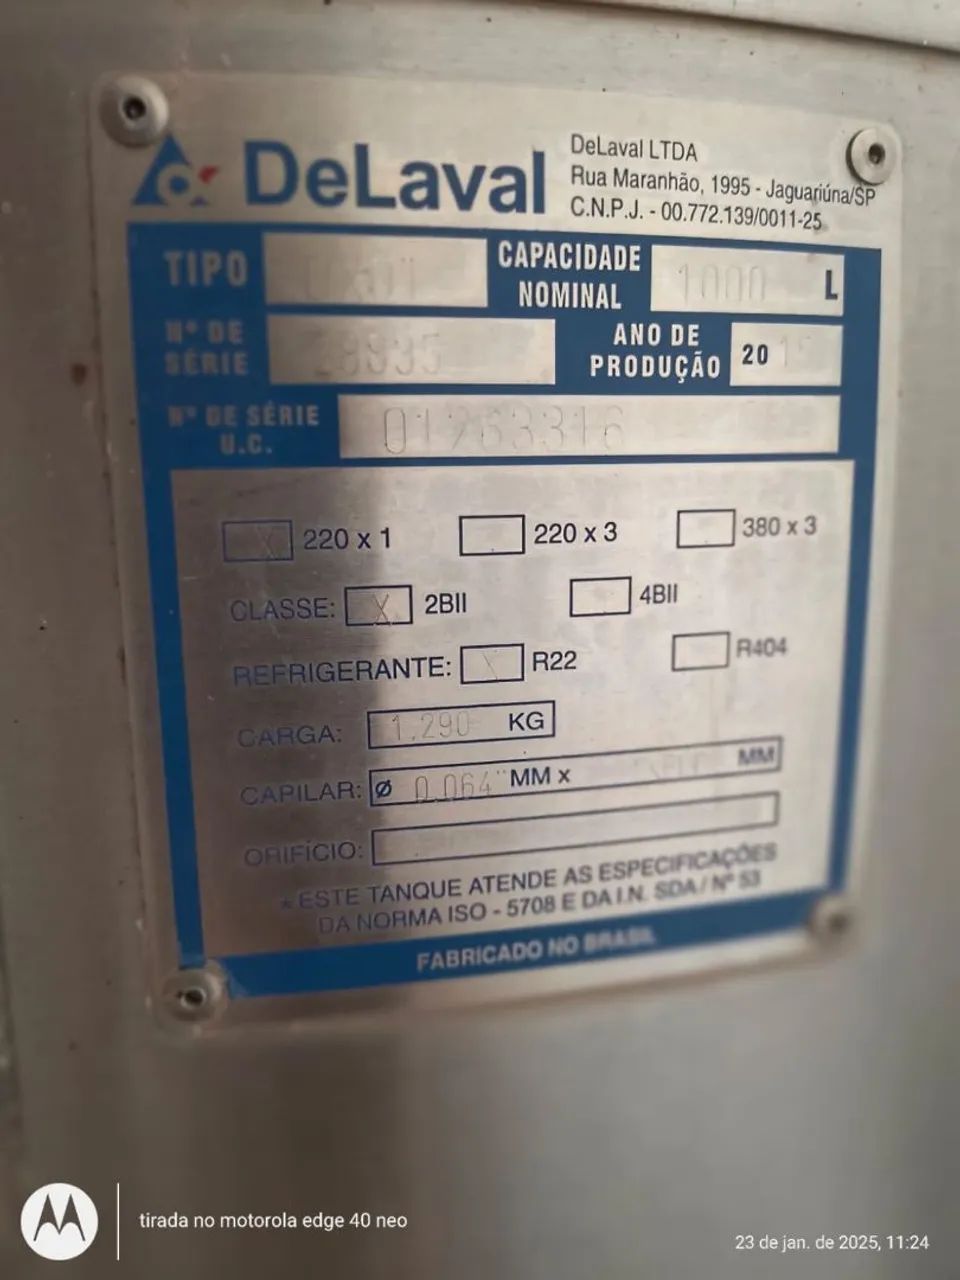 DeLaval
DeLaval LTDA
Rua Maranhão, 1995 - Jaguariúna/SP
C.N.P.J. - 00.772.139/0011-25
TIPO
CAPACIDADE NOMINAL 1000 L
Nº DE SÉRIE
ANO DE PRODUÇÃO 20
Nº DE SÉRIE U.C. 01263316
X 220 x 1 220 x 3 380 x 3
CLASSE: X 2BII 4BII
REFRIGERANTE: R22 R404
CARGA: 1,290 KG
CAPILAR: Ø 0.064" MM x MM
ORIFÍCIO:
* ESTE TANQUE ATENDE AS ESPECIFICAÇÕES
DA NORMA ISO - 5708 E DA I.N. SDA / Nº 53
FABRICADO NO BRASIL
tirada no motorola edge 40 neo
23 de jan. de 2025, 11:24